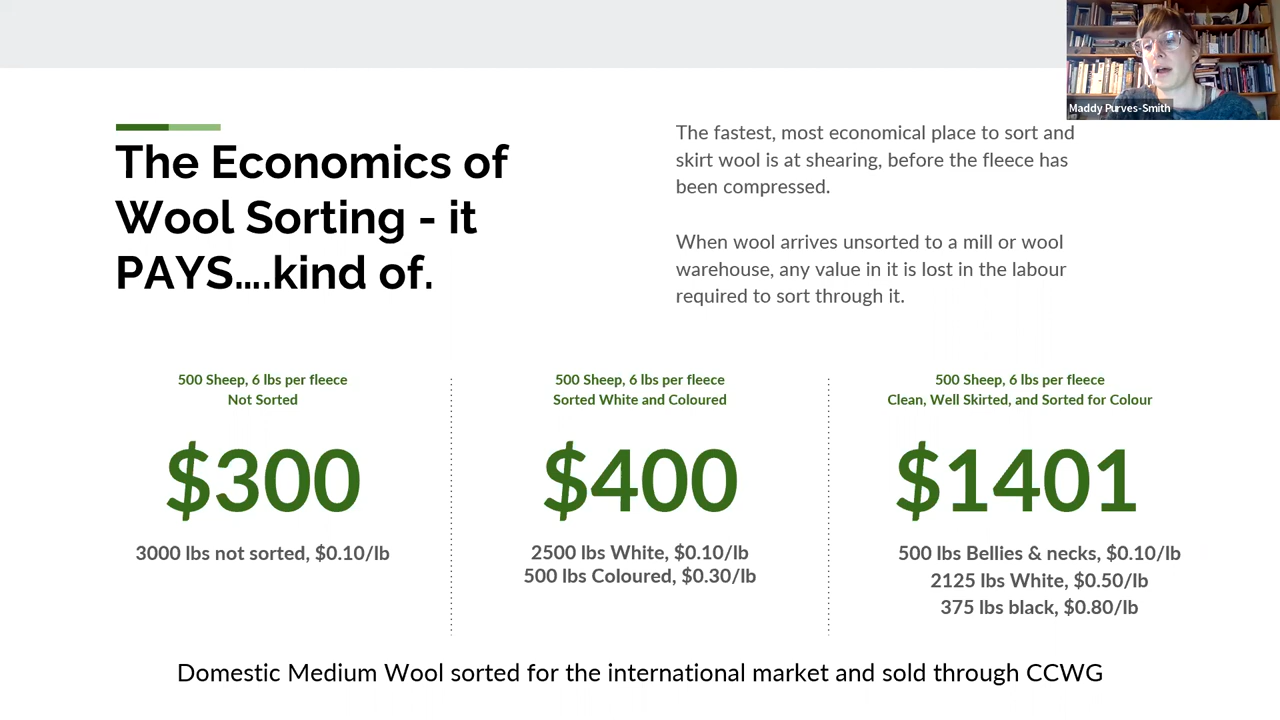 Maddy Purves-Smith
The Economics of
Wool Sorting - it
PAYS....kind of.
The fastest, most economical place to sort and
skirt wool is at shearing, before the fleece has
been compressed.
When wool arrives unsorted to a mill or wool
warehouse, any value in it is lost in the labour
required to sort through it.
500 Sheep, 6 lbs per fleece
Not Sorted
$300
3000 lbs not sorted, $0.10/lb
500 Sheep, 6 lbs per fleece
Sorted White and Coloured
$400
2500 lbs White, $0.10/lb
500 lbs Coloured, $0.30/lb
500 Sheep, 6 lbs per fleece
Clean, Well Skirted, and Sorted for Colour
$1401
500 lbs Bellies & necks, $0.10/lb
2125 lbs White, $0.50/lb
375 lbs black, $0.80/lb
Domestic Medium Wool sorted for the international market and sold through CCWG